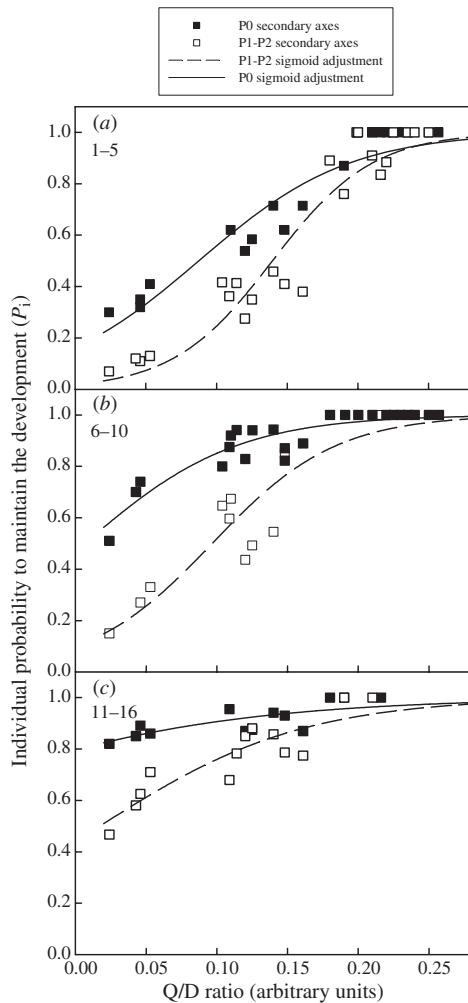 P0 secondary axes
P1-P2 secondary axes
P1-P2 sigmoid adjustment
P0 sigmoid adjustment
Individual probability to maintain the development (Pi)
1.0
(a)
1–5
0.8
0.6
0.4
0.2
0.0
1.0
(b)
6–10
0.8
0.6
0.4
0.2
0.0
1.0
(c)
11–16
0.8
0.6
0.4
0.2
0.0
0.00 0.05 0.10 0.15 0.20 0.25
Q/D ratio (arbitrary units)